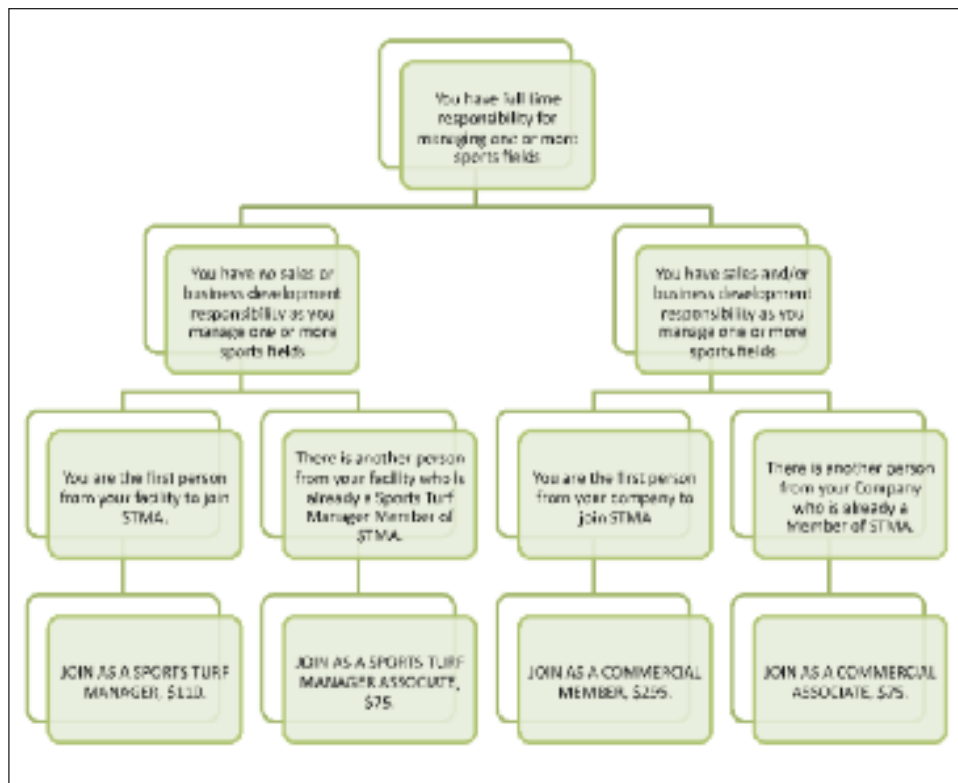 You have full time
responsibility for
managing one or more
sports fields
You have no sales or
business development
responsibility as you
manage one or more
sports fields
You have sales and/or
business development
responsibility as you
manage one or more
sports fields
You are the first person
from your facility to join
STMA.
There is another person
from your facility who is
already a Sports Turf
Manager Member of
STMA.
You are the first person
from your company to
join STMA
There is another person
from your Company
who is already a
Member of STMA.
JOIN AS A SPORTS TURF
MANAGER, $110.
JOIN AS A SPORTS TURF
MANAGER ASSOCIATE,
$75.
JOIN AS A COMMERCIAL
MEMBER, $295.
JOIN AS A COMMERCIAL
ASSOCIATE, $75.